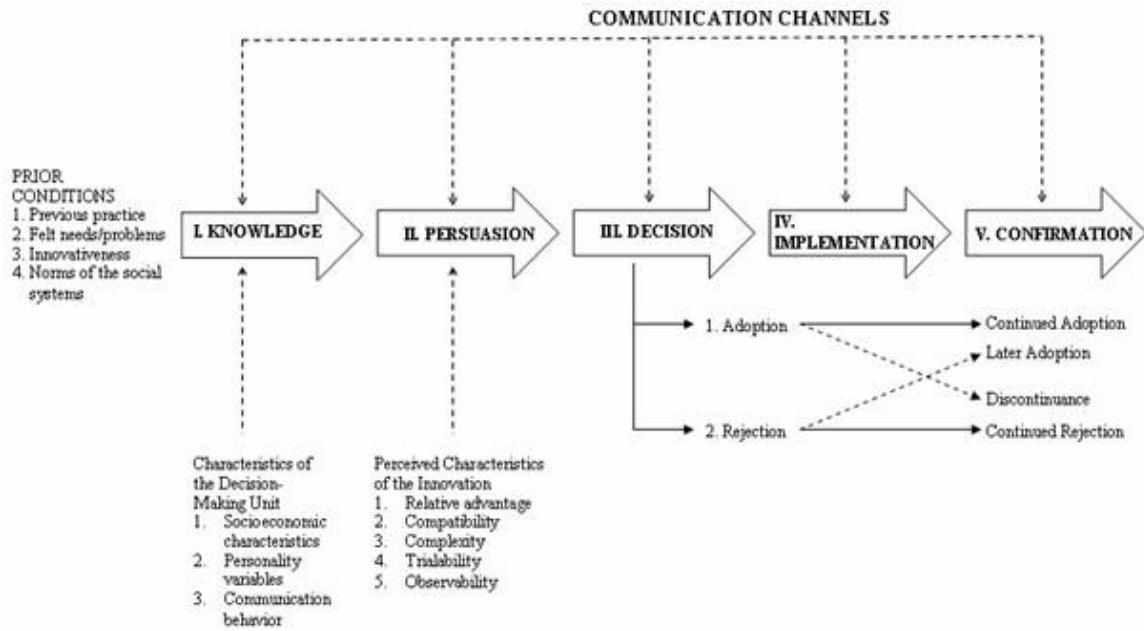 COMMUNICATION CHANNELS
PRIOR
CONDITIONS
1. Previous practice
2. Felt needs/problems
3. Innovativeness
4. Norms of the social
systems
I. KNOWLEDGE
II. PERSUASION
III. DECISION
IV.
IMPLEMENTATION
V. CONFIRMATION
1. Adoption
2. Rejection
Continued Adoption
Later Adoption
Discontinuance
Continued Rejection
Characteristics of
the Decision-
Making Unit
1. Socioeconomic
characteristics
2. Personality
variables
3. Communication
behavior
Perceived Characteristics
of the Innovation
1. Relative advantage
2. Compatibility
3. Complexity
4. Trialability
5. Observability